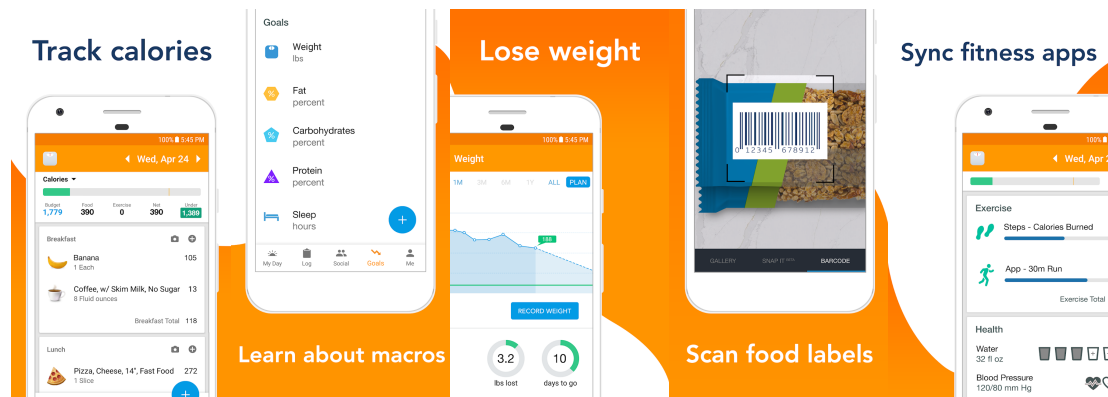 Track calories
100% 5:45 PM
Wed, Apr 24
Calories
Budget Food Exercise Net Under
1,779 390 0 390 1,389
Breakfast
Banana 105
1 Each
Coffee, w/ Skim Milk, No Sugar 13
8 Fluid ounces
Breakfast Total 118
Lunch
Pizza, Cheese, 14", Fast Food 272
1 Slice
Goals
Weight
lbs
Fat
percent
Carbohydrates
percent
Protein
percent
Sleep
hours
My Day Log Social Goals Me
Learn about macros
Lose weight
100% 5:45 PM
Weight
1M 3M 6M 1Y ALL PLAN
188
RECORD WEIGHT
3.2 10
lbs lost days to go
0 12345 678912
GALLERY SNAP IT BETA BARCODE
Scan food labels
Sync fitness apps
100%
Wed, Apr
Exercise
Steps - Calories Burned
App - 30m Run
Exercise Total
Health
Water
32 fl oz
Blood Pressure
120/80 mm Hg